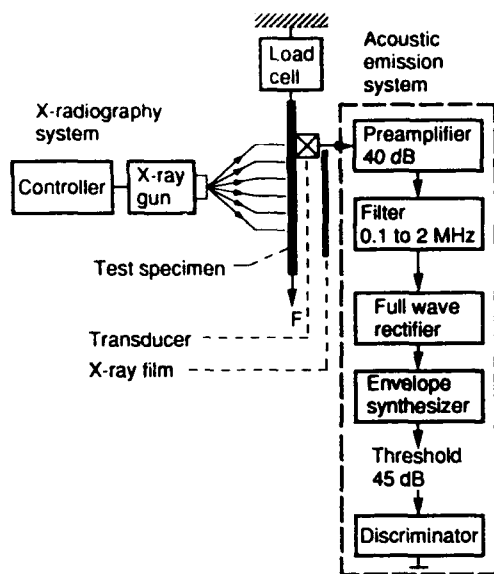 Load
cell
Acoustic
emission
system
X-radiography
system
Controller
X-ray
gun
Preamplifier
40 dB
Filter
0.1 to 2 MHz
Test specimen
F
Transducer
X-ray film
Full wave
rectifier
Envelope
synthesizer
Threshold
45 dB
Discriminator